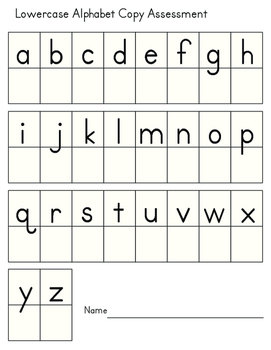 Lowercase Alphabet Copy Assessment
a b c d e f g h
i j k l m n o p
q r s t u v w x
y z
Name